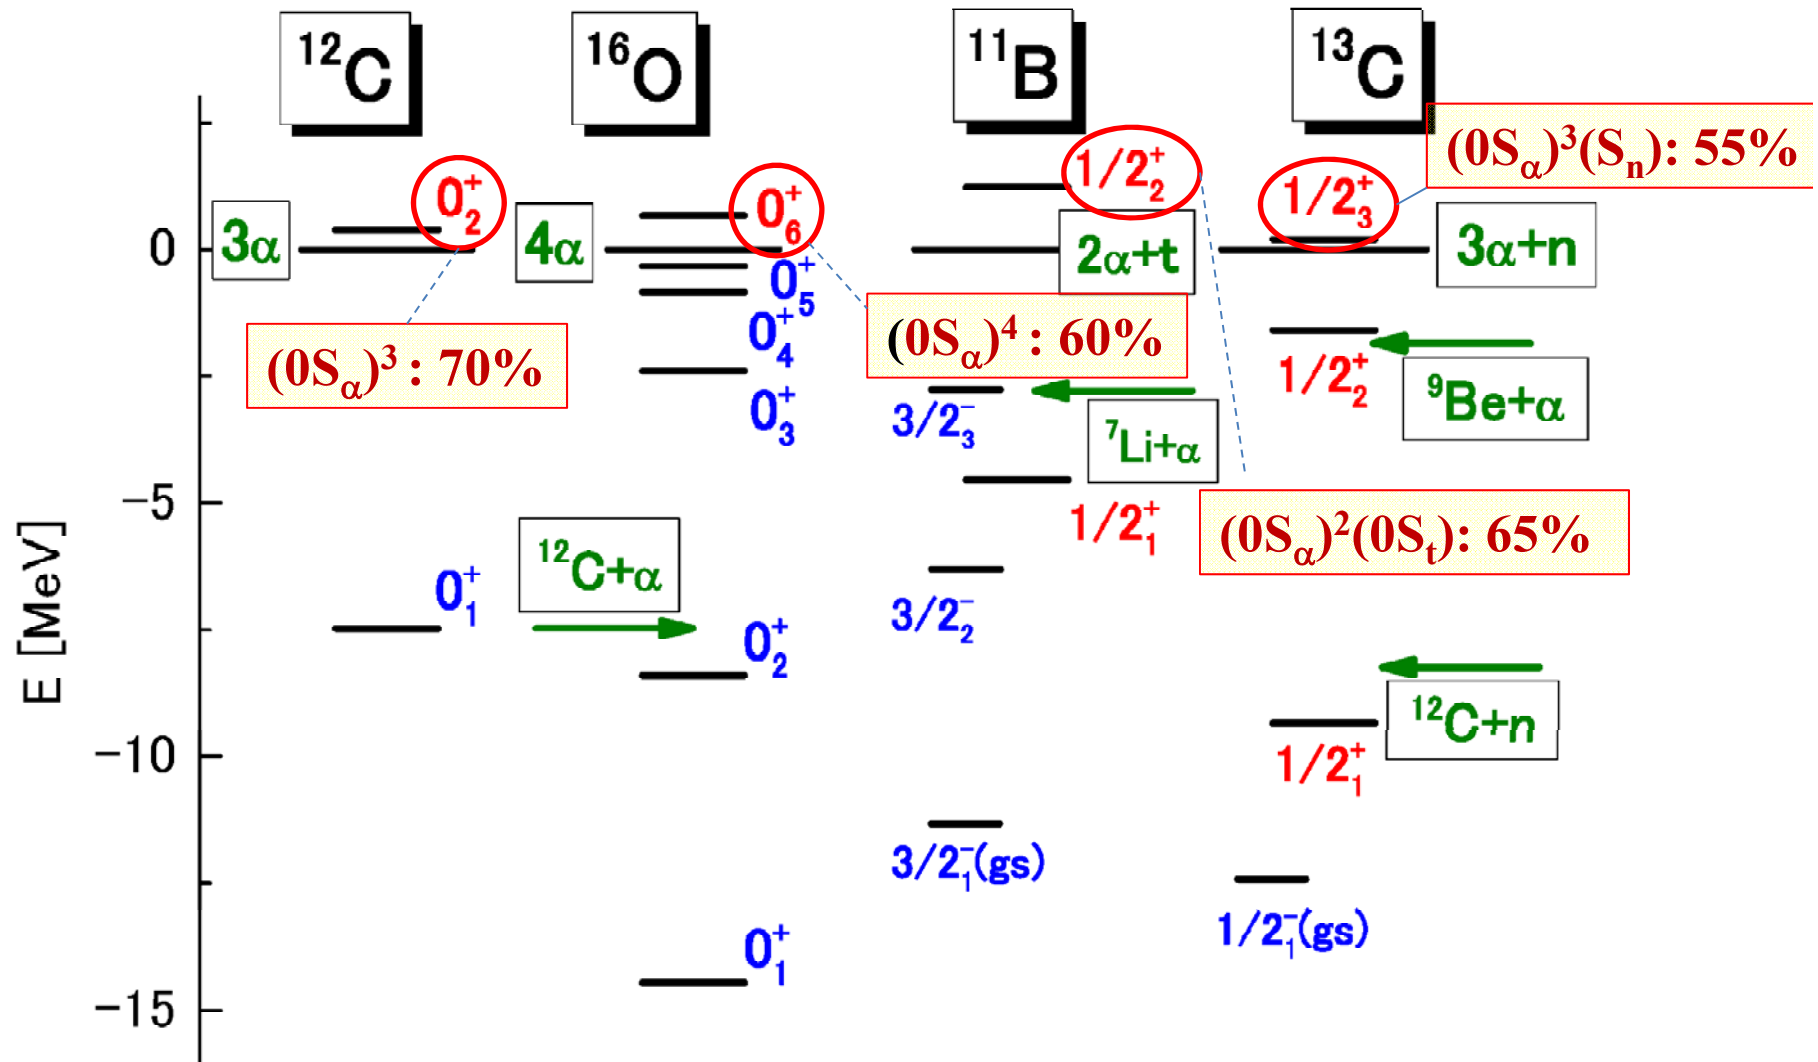 ¹²C
¹⁶O
¹¹B
¹³C
(0S_α)³(S_n): 55%
0₂⁺
0₆⁺
1/2₂⁺
1/2₃⁺
3α
4α
2α+t
3α+n
0
0₅⁺
0₄⁺
0₃⁺
(0S_α)³ : 70%
(0S_α)⁴ : 60%
3/2₃⁻
⁷Li+α
1/2₂⁺
⁹Be+α
−5
1/2₁⁺
(0S_α)²(0S_t): 65%
¹²C+α
0₁⁺
0₂⁺
3/2₂⁻
E [MeV]
¹²C+n
−10
1/2₁⁺
3/2₁⁻(gs)
1/2₁⁻(gs)
0₁⁺
−15